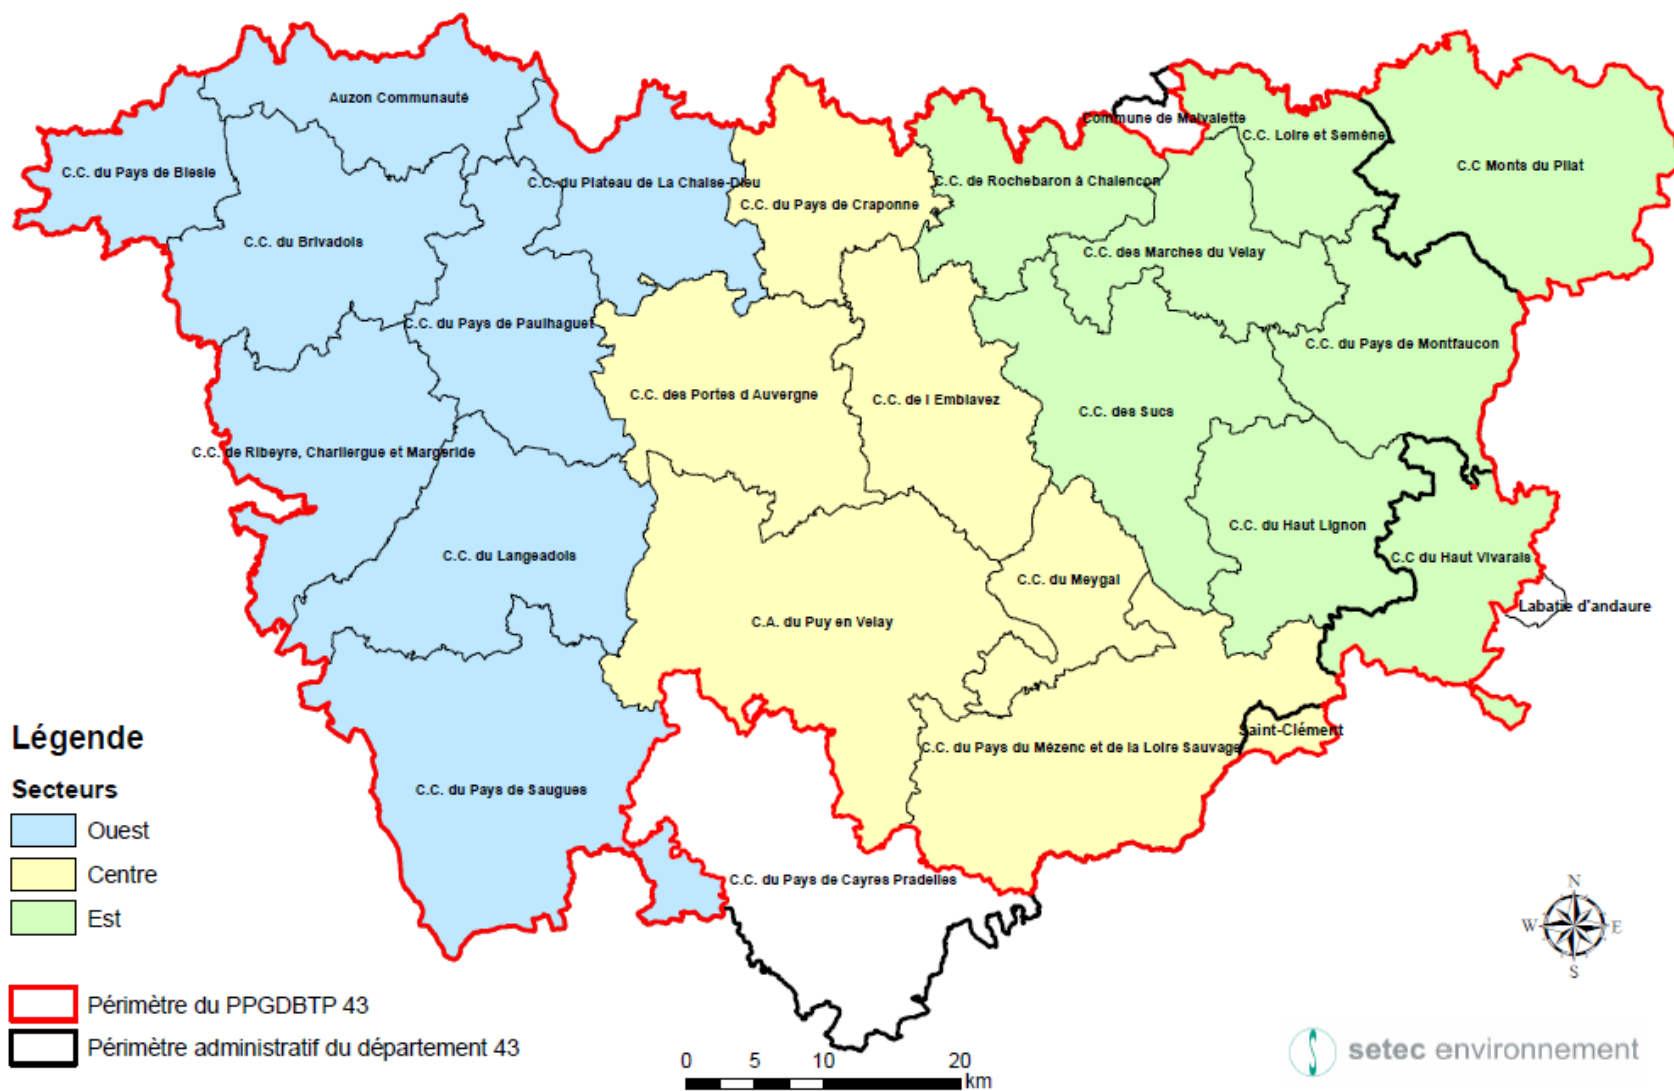 Auzon Communauté
Commune de Malvalette
C.C. Loire et Semène
C.C Monts du Pilat
C.C. du Pays de Blesle
C.C. du Plateau de La Chaise-Dieu
C.C. de Rochebaron à Chalencon
C.C. du Pays de Craponne
C.C. du Brivadois
C.C. des Marches du Velay
C.C. du Pays de Paulhaguet
C.C. du Pays de Montfaucon
C.C. des Portes d Auvergne
C.C. de l Emblavez
C.C. des Sucs
C.C. de Ribeyre, Chaliergue et Margeride
C.C. du Haut Lignon
C.C. du Langeadois
C.C du Haut Vivarais
C.C. du Meygal
Labatie d'andaure
C.A. du Puy en Velay
Saint-Clément
C.C. du Pays du Mézenc et de la Loire Sauvage
C.C. du Pays de Saugues
C.C. du Pays de Cayres Pradelles
Légende
Secteurs
Ouest
Centre
Est
Périmètre du PPGDBTP 43
Périmètre administratif du département 43
0 5 10 20
km
N
W E
S
setec environnement